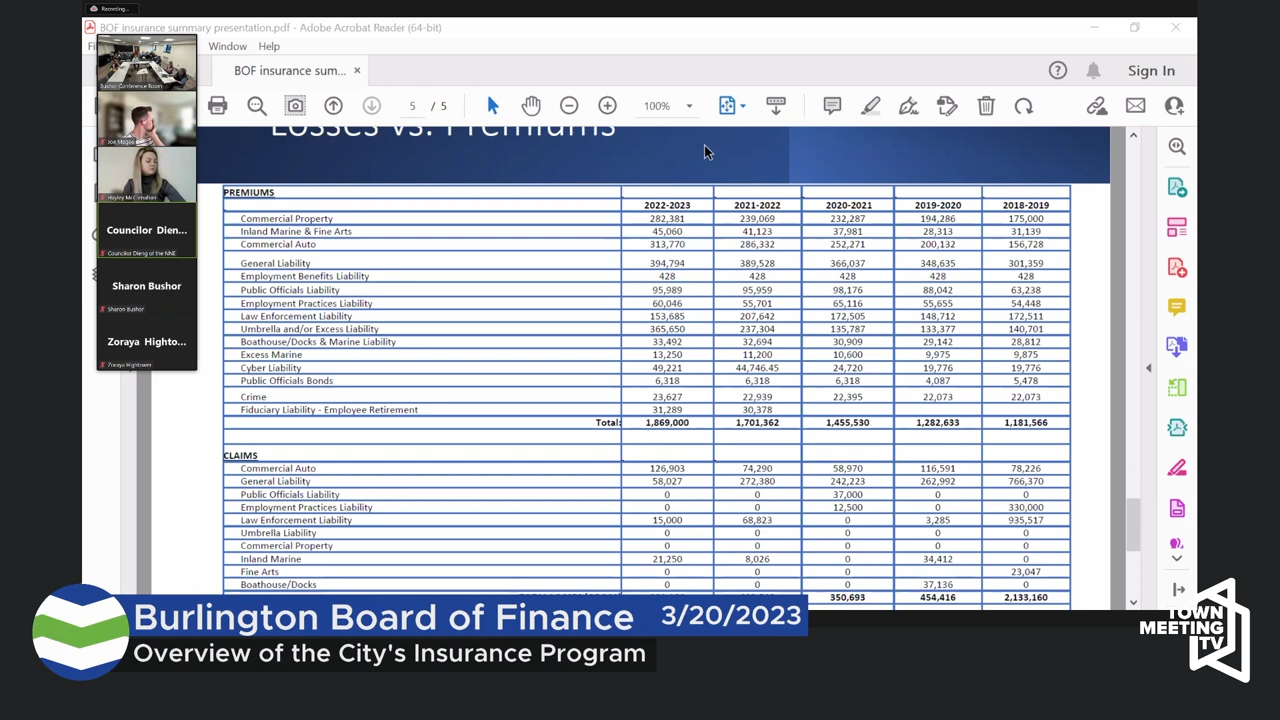 Recording...
BOF insurance summary presentation.pdf - Adobe Acrobat Reader (64-bit)
Window Help
BOF insurance sum... ×
Sign In
5 / 5 100%
Bushor Conference Room
Joe Magee
Hayley McClenahan
Councilor Dien...
Councilor Dieng of the NNE
Sharon Bushor
Sharon Bushor
Zoraya Highto...
Zoraya Hightower
Losses vs. Premiums
PREMIUMS
2022-2023 2021-2022 2020-2021 2019-2020 2018-2019
Commercial Property 282,381 239,069 232,287 194,286 175,000
Inland Marine & Fine Arts 45,060 41,123 37,981 28,313 31,139
Commercial Auto 313,770 286,332 252,271 200,132 156,728
General Liability 394,794 389,528 366,037 348,635 301,359
Employment Benefits Liability 428 428 428 428 428
Public Officials Liability 95,989 95,959 98,176 88,042 63,238
Employment Practices Liability 60,046 55,701 65,116 55,655 54,448
Law Enforcement Liability 153,685 207,642 172,505 148,712 172,511
Umbrella and/or Excess Liability 365,650 237,304 135,787 133,377 140,701
Boathouse/Docks & Marine Liability 33,492 32,694 30,909 29,142 28,812
Excess Marine 13,250 11,200 10,600 9,975 9,875
Cyber Liability 49,221 44,746.45 24,720 19,776 19,776
Public Officials Bonds 6,318 6,318 6,318 4,087 5,478
Crime 23,627 22,939 22,395 22,073 22,073
Fiduciary Liability - Employee Retirement 31,289 30,378
Total: 1,869,000 1,701,362 1,455,530 1,282,633 1,181,566
CLAIMS
Commercial Auto 126,903 74,290 58,970 116,591 78,226
General Liability 58,027 272,380 242,223 262,992 766,370
Public Officials Liability 0 0 37,000 0 0
Employment Practices Liability 0 0 12,500 0 330,000
Law Enforcement Liability 15,000 68,823 0 3,285 935,517
Umbrella Liability 0 0 0 0 0
Commercial Property 0 0 0 0 0
Inland Marine 21,250 8,026 0 34,412 0
Fine Arts 0 0 0 0 23,047
Boathouse/Docks 0 0 0 37,136 0
350,693 454,416 2,133,160
Burlington Board of Finance 3/20/2023
Overview of the City's Insurance Program
TOWN
MEETING
TV